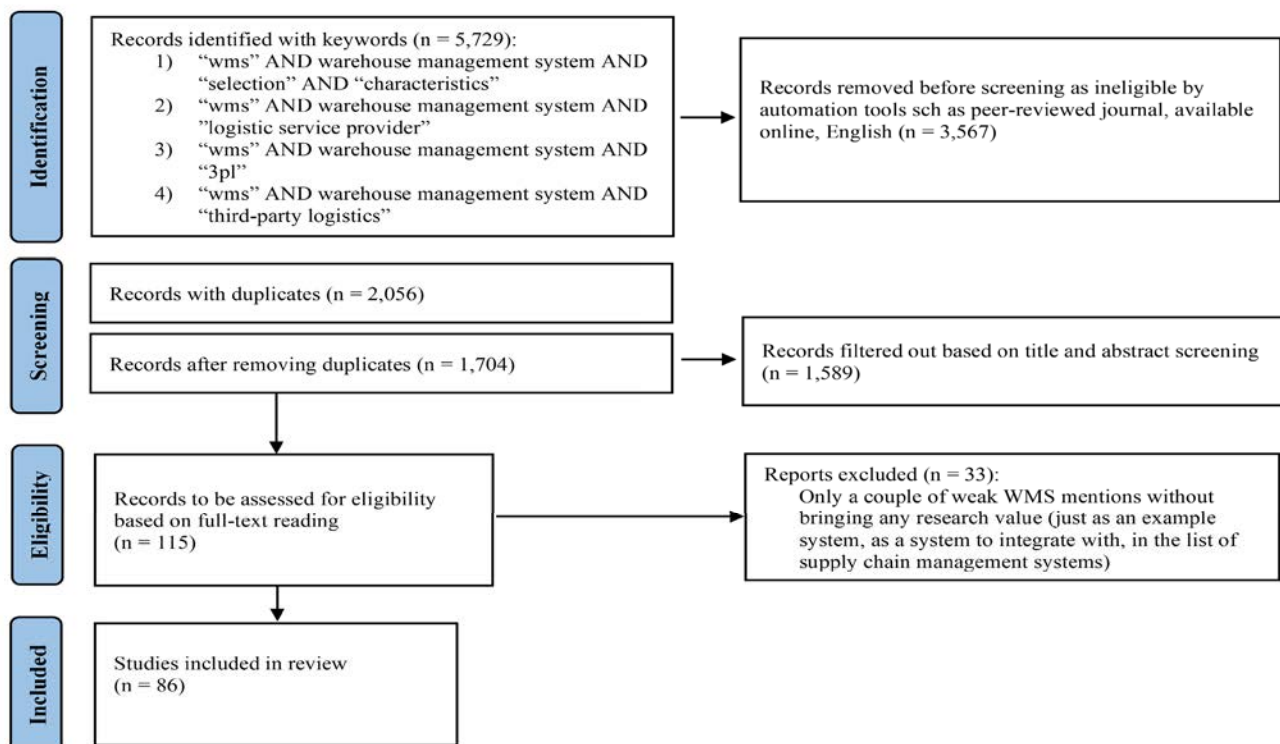 Identification
Records identified with keywords (n = 5,729):
1) “wms” AND warehouse management system AND
“selection” AND “characteristics”
2) “wms” AND warehouse management system AND
”logistic service provider”
3) “wms” AND warehouse management system AND
“3pl”
4) “wms” AND warehouse management system AND
“third-party logistics”
Records removed before screening as ineligible by
automation tools sch as peer-reviewed journal, available
online, English (n = 3,567)
Screening
Records with duplicates (n = 2,056)
Records after removing duplicates (n = 1,704)
Records filtered out based on title and abstract screening
(n = 1,589)
Eligibility
Records to be assessed for eligibility
based on full-text reading
(n = 115)
Reports excluded (n = 33):
Only a couple of weak WMS mentions without
bringing any research value (just as an example
system, as a system to integrate with, in the list of
supply chain management systems)
Included
Studies included in review
(n = 86)